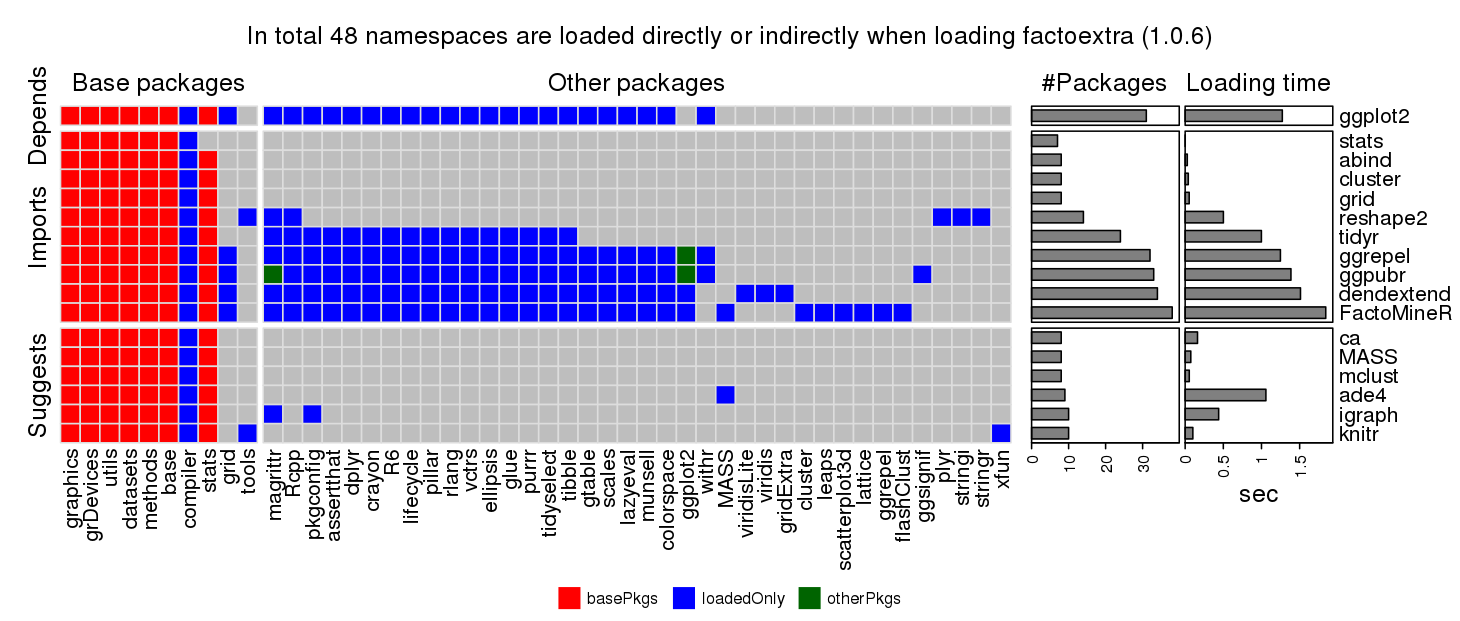 In total 48 namespaces are loaded directly or indirectly when loading factoextra (1.0.6)
Base packages
Other packages
#Packages
Loading time
Depends
Imports
Suggests
ggplot2
stats
abind
cluster
grid
reshape2
tidyr
ggrepel
ggpubr
dendextend
FactoMineR
ca
MASS
mclust
ade4
igraph
knitr
graphics
grDevices
utils
datasets
methods
base
compiler
stats
grid
tools
magrittr
Rcpp
pkgconfig
assertthat
dplyr
crayon
R6
lifecycle
pillar
rlang
vctrs
ellipsis
glue
purrr
tidyselect
tibble
gtable
scales
lazyeval
munsell
colorspace
ggplot2
withr
MASS
viridisLite
viridis
gridExtra
cluster
leaps
scatterplot3d
lattice
ggrepel
flashClust
ggsignif
plyr
stringi
stringr
xfun
0
10
20
30
0
0.5
1
1.5
sec
basePkgs
loadedOnly
otherPkgs